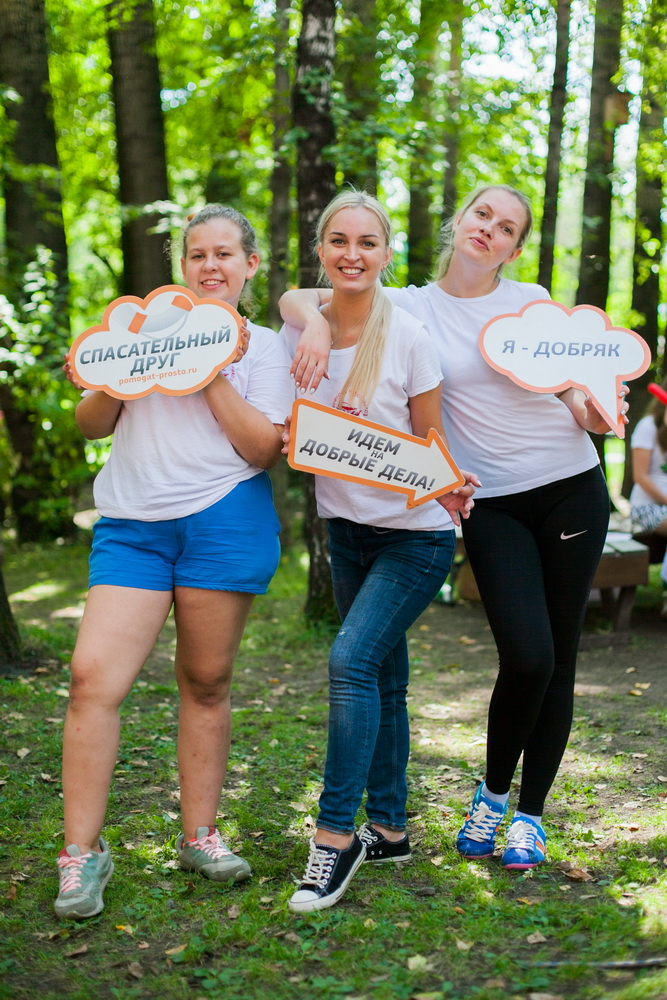 СПАСАТЕЛЬНЫЙ
ДРУГ
pomogat-prosto.ru
ИДЕМ
НА
ДОБРЫЕ ДЕЛА!
Я - ДОБРЯК